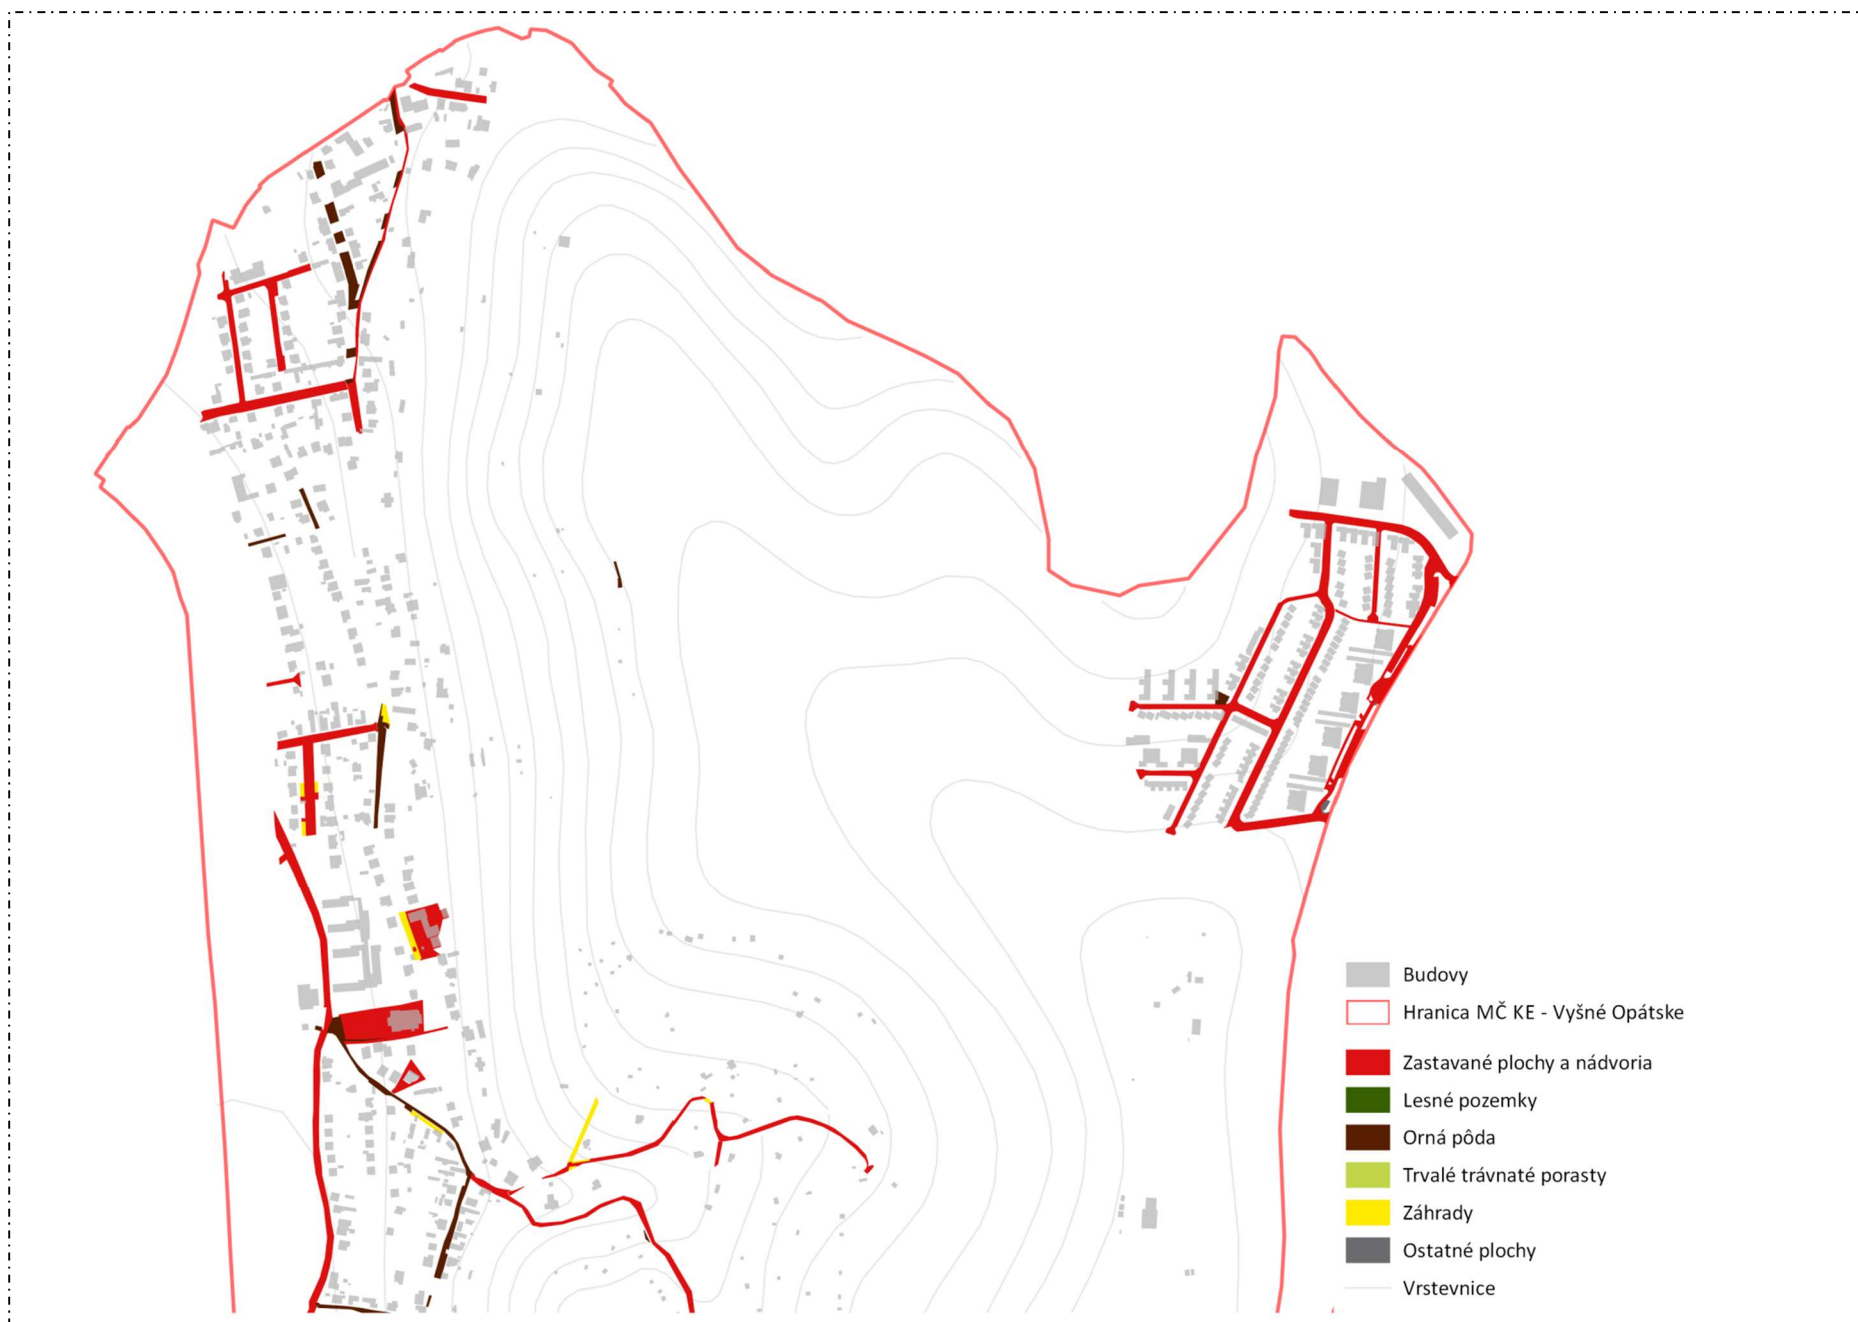 Budovy
Hranica MČ KE - Vyšné Opátske
Zastavané plochy a nádvoria
Lesné pozemky
Orná pôda
Trvalé trávnaté porasty
Záhrady
Ostatné plochy
Vrstevnice